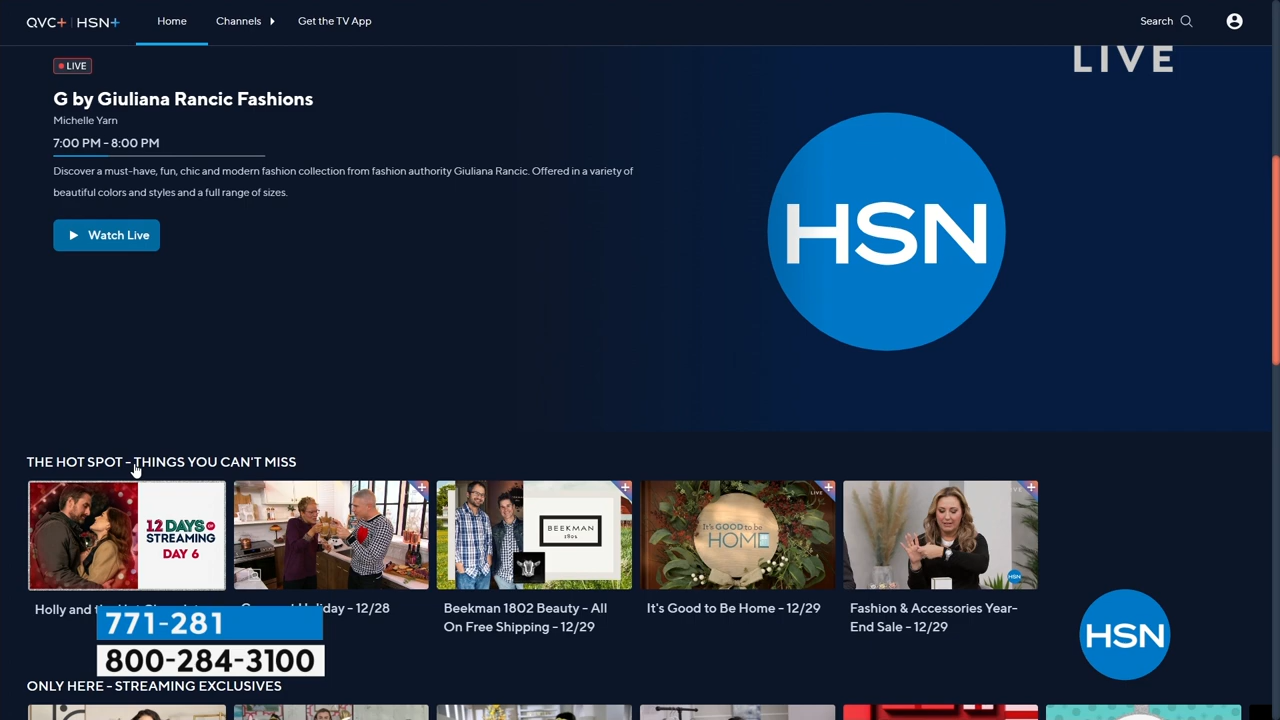 QVC+ | HSN+
Home
Channels
Get the TV App
Search
LIVE
LIVE
G by Giuliana Rancic Fashions
Michelle Yarn
7:00 PM - 8:00 PM
Discover a must-have, fun, chic and modern fashion collection from fashion authority Giuliana Rancic. Offered in a variety of
beautiful colors and styles and a full range of sizes.
Watch Live
HSN
THE HOT SPOT - THINGS YOU CAN'T MISS
12 DAYS OF
STREAMING
DAY 6
BEEKMAN
1802
It's GOOD to be
HOME
LIVE
HSN
Holly and
day - 12/28
Beekman 1802 Beauty - All
On Free Shipping - 12/29
It's Good to Be Home - 12/29
Fashion & Accessories Year-
End Sale - 12/29
771-281
800-284-3100
HSN
ONLY HERE - STREAMING EXCLUSIVES